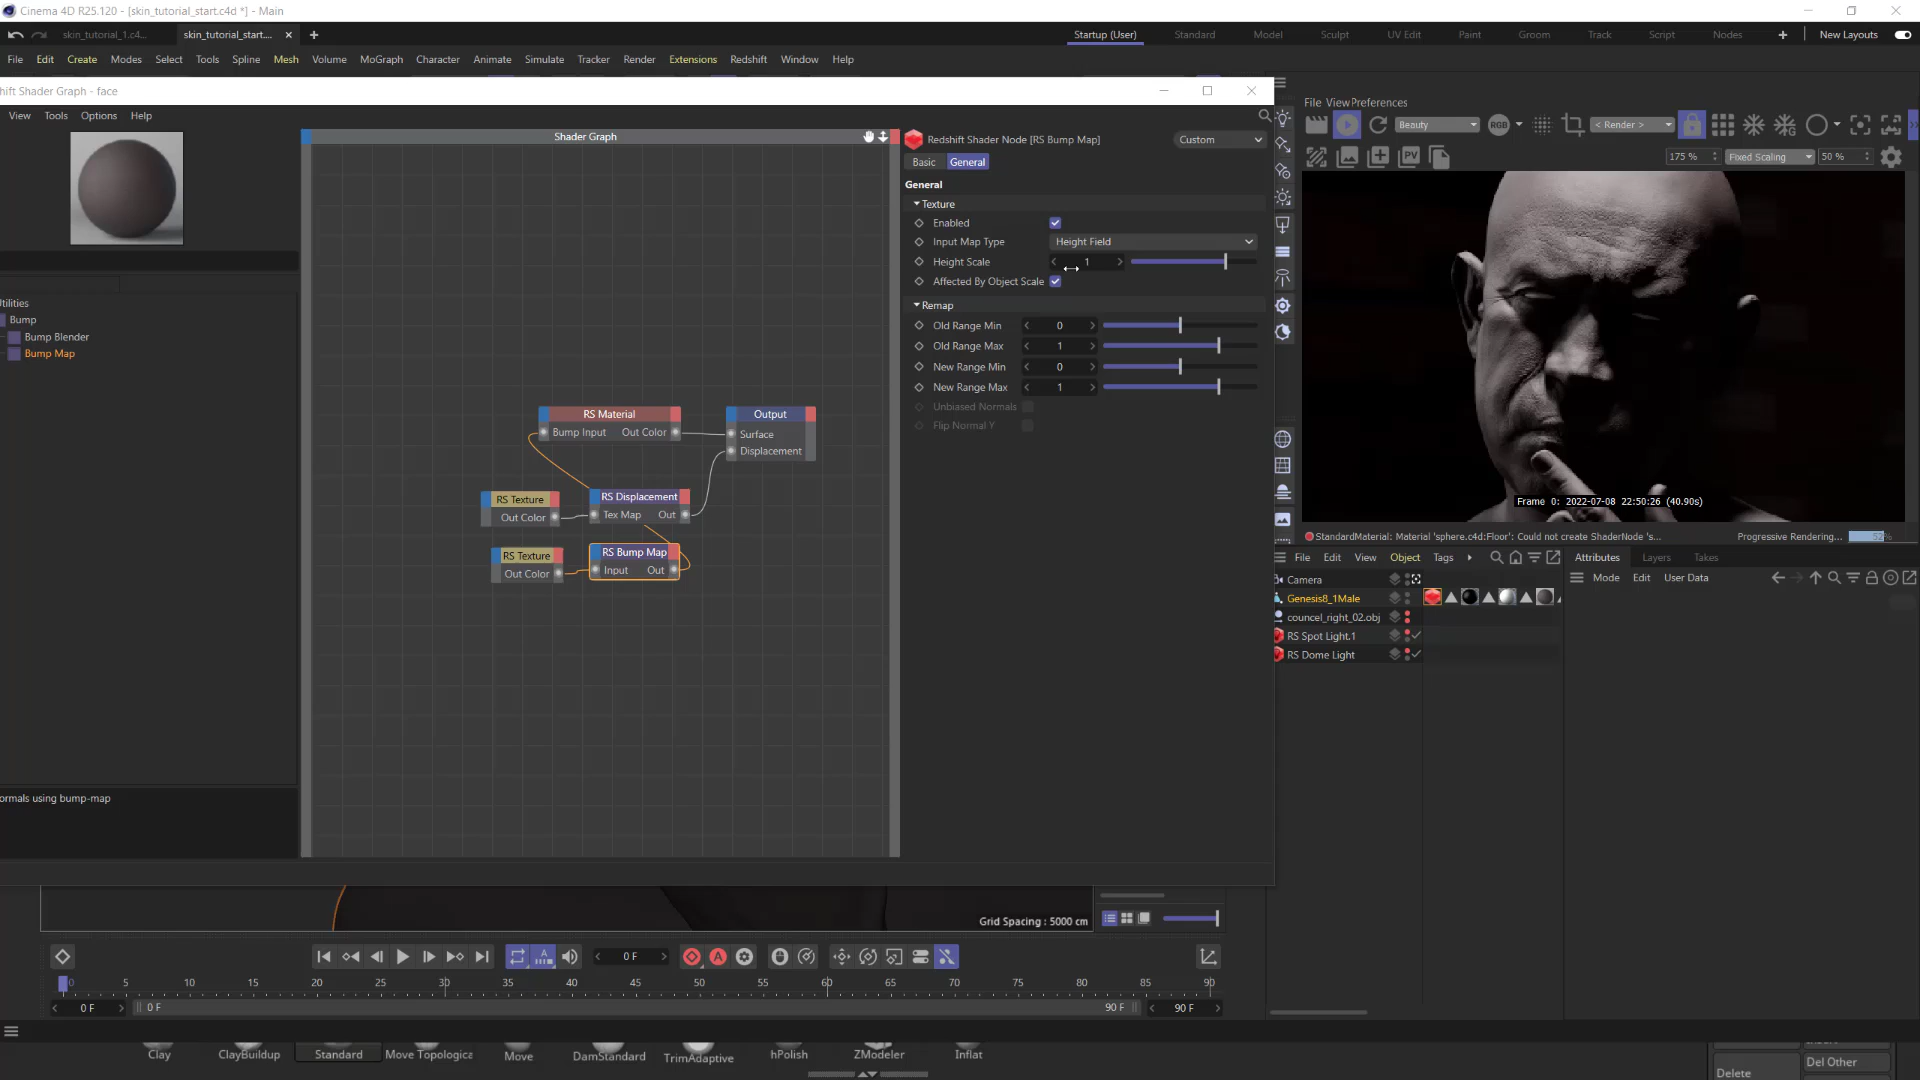 Cinema 4D R25.120 - [skin_tutorial_start.c4d *] - Main
skin_tutorial_1.c4...
skin_tutorial_start....
Startup (User)
Standard
Model
Sculpt
UV Edit
Paint
Groom
Track
Script
Nodes
New Layouts
File Edit Create Modes Select Tools Spline Mesh Volume MoGraph Character Animate Simulate Tracker Render Extensions Redshift Window Help
hift Shader Graph - face
View Tools Options Help
tilities
Bump
Bump Blender
Bump Map
ormals using bump-map
Shader Graph
RS Material
Bump Input Out Color
Output
Surface
Displacement
RS Texture
Out Color
RS Displacement
Tex Map Out
RS Texture
Out Color
RS Bump Map
Input Out
Redshift Shader Node [RS Bump Map]
Custom
Basic General
General
Texture
Enabled
Input Map Type Height Field
Height Scale 1
Affected By Object Scale
Remap
Old Range Min 0
Old Range Max 1
New Range Min 0
New Range Max 1
Unbiased Normals
Flip Normal Y
File View Preferences
Beauty
RGB
< Render >
PV
175 %
Fixed Scaling
50 %
Frame 0: 2022-07-08 22:50:26 (40.90s)
StandardMaterial: Material 'sphere.c4d:Floor': Could not create ShaderNode 's...
Progressive Rendering...
File Edit View Object Tags
Camera
Genesis8_1Male
councel_right_02.obj
RS Spot Light.1
RS Dome Light
Attributes Layers Takes
Mode Edit User Data
Grid Spacing : 5000 cm
0 F
0 5 10 15 20 25 30 35 40 45 50 55 60 65 70 75 80 85 90
0 F
0 F
90 F
90 F
Clay
ClayBuildup
Standard
Move Topologica
Move
DamStandard
TrimAdaptive
hPolish
ZModeler
Inflat
Delete
Del Other